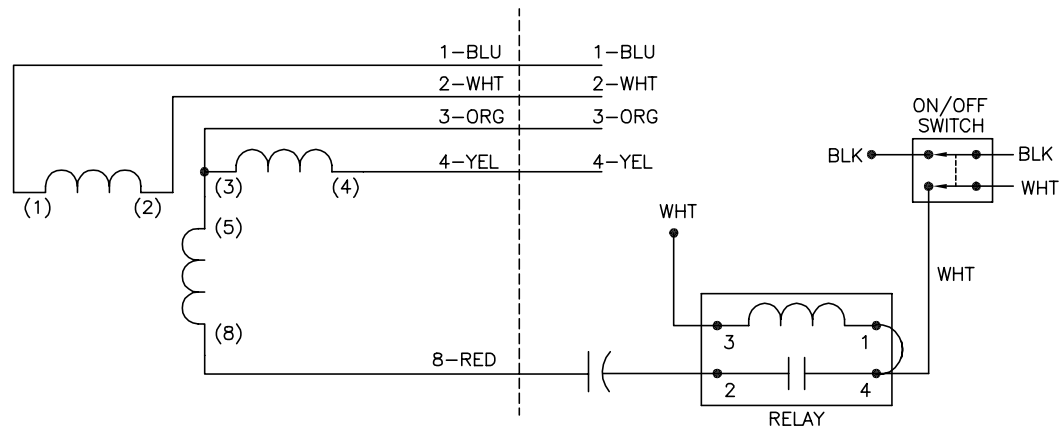 1-BLU
1-BLU
2-WHT
2-WHT
3-ORG
3-ORG
ON/OFF
SWITCH
4-YEL
4-YEL
BLK
BLK
(3)
(4)
WHT
(1)
(2)
WHT
(5)
WHT
(8)
3
1
8-RED
2
4
RELAY